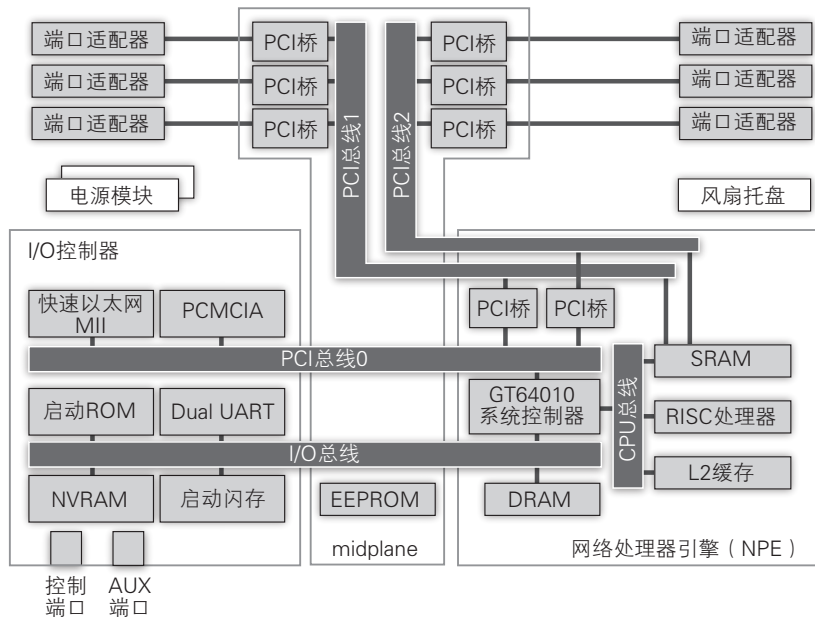 端口适配器
PCI桥
PCI桥
端口适配器
端口适配器
PCI桥
PCI桥
端口适配器
端口适配器
PCI桥
PCI桥
端口适配器
PCI总线1
PCI总线2
电源模块
风扇托盘
I/O控制器
快速以太网
MII
PCMCIA
PCI桥
PCI桥
PCI总线0
SRAM
启动ROM
Dual UART
GT64010
系统控制器
CPU总线
RISC处理器
I/O总线
L2缓存
NVRAM
启动闪存
EEPROM
DRAM
midplane
网络处理器引擎（NPE）
控制
端口
AUX
端口